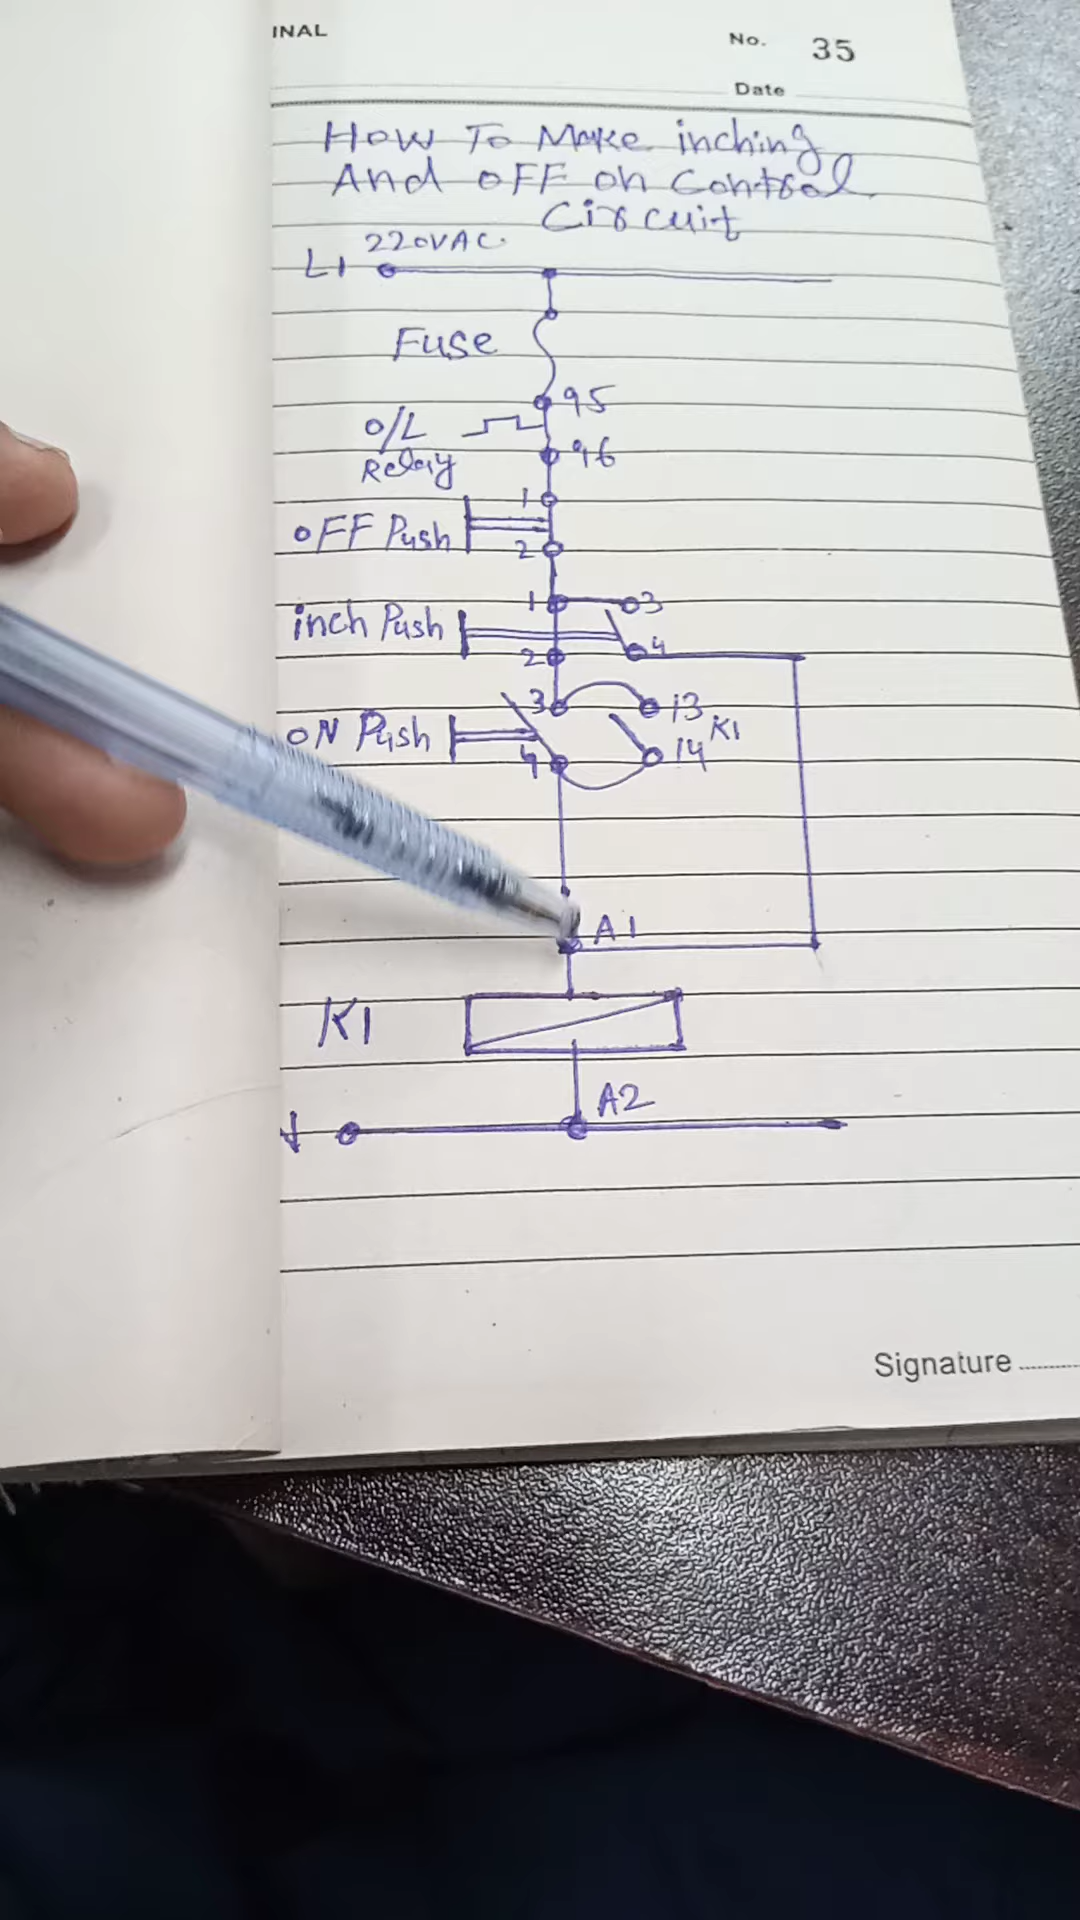 INAL
No. 35
Date
How To Make inching
And OFF on Control
Circuit
220VAC.
L1
Fuse
95
O/L
Relay
96
1
OFF Push
2
1
3
inch Push
4
2
3
13
ON Push
K1
14
4
A1
K1
A2
Signature